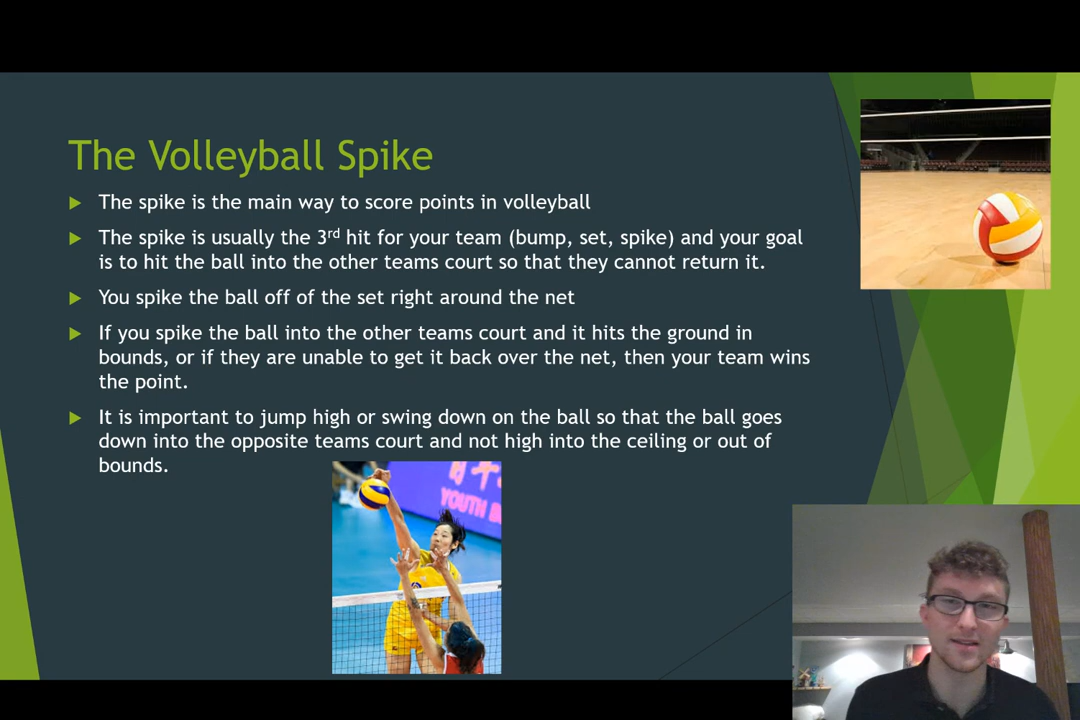 The Volleyball Spike
The spike is the main way to score points in volleyball
The spike is usually the 3rd hit for your team (bump, set, spike) and your goal
is to hit the ball into the other teams court so that they cannot return it.
You spike the ball off of the set right around the net
If you spike the ball into the other teams court and it hits the ground in
bounds, or if they are unable to get it back over the net, then your team wins
the point.
It is important to jump high or swing down on the ball so that the ball goes
down into the opposite teams court and not high into the ceiling or out of
bounds.
YOUTH